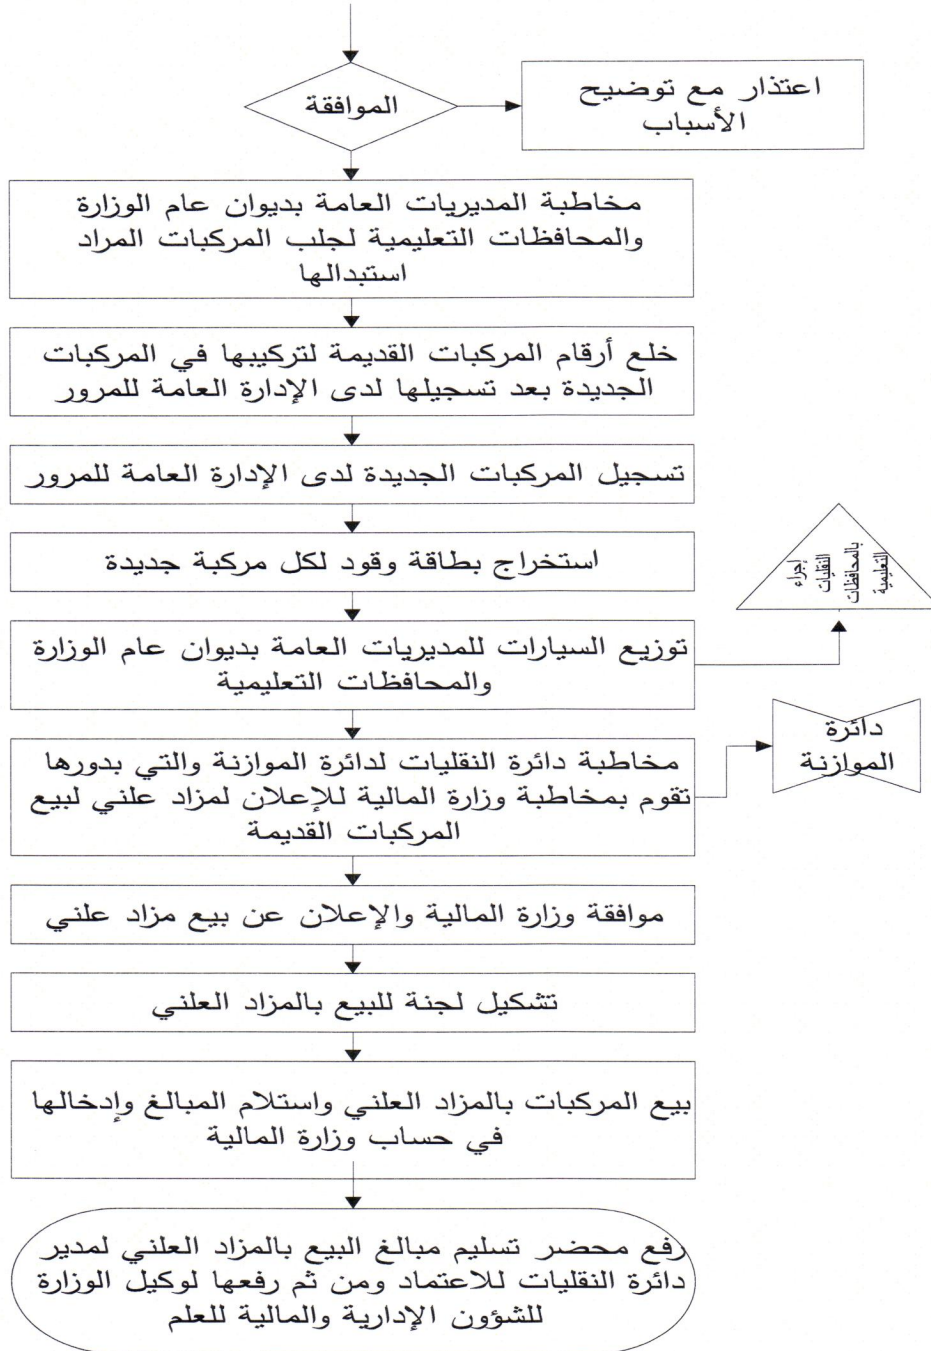 الموافقة
اعتذار مع توضيح
الأسباب
مخاطبة المديريات العامة بديوان عام الوزارة
والمحافظات التعليمية لجلب المركبات المراد
استبدالها
خلع أرقام المركبات القديمة لتركيبها في المركبات
الجديدة بعد تسجيلها لدى الإدارة العامة للمرور
تسجيل المركبات الجديدة لدى الإدارة العامة للمرور
استخراج بطاقة وقود لكل مركبة جديدة
توزيع السيارات للمديريات العامة بديوان عام الوزارة
والمحافظات التعليمية
إجراء
النقليات
بالمحافظات
التعليمية
مخاطبة دائرة النقليات لدائرة الموازنة والتي بدورها
تقوم بمخاطبة وزارة المالية للإعلان لمزاد علني لبيع
المركبات القديمة
دائرة
الموازنة
موافقة وزارة المالية والإعلان عن بيع مزاد علني
تشكيل لجنة للبيع بالمزاد العلني
بيع المركبات بالمزاد العلني واستلام المبالغ وإدخالها
في حساب وزارة المالية
رفع محضر تسليم مبالغ البيع بالمزاد العلني لمدير
دائرة النقليات للاعتماد ومن ثم رفعها لوكيل الوزارة
للشؤون الإدارية والمالية للعلم